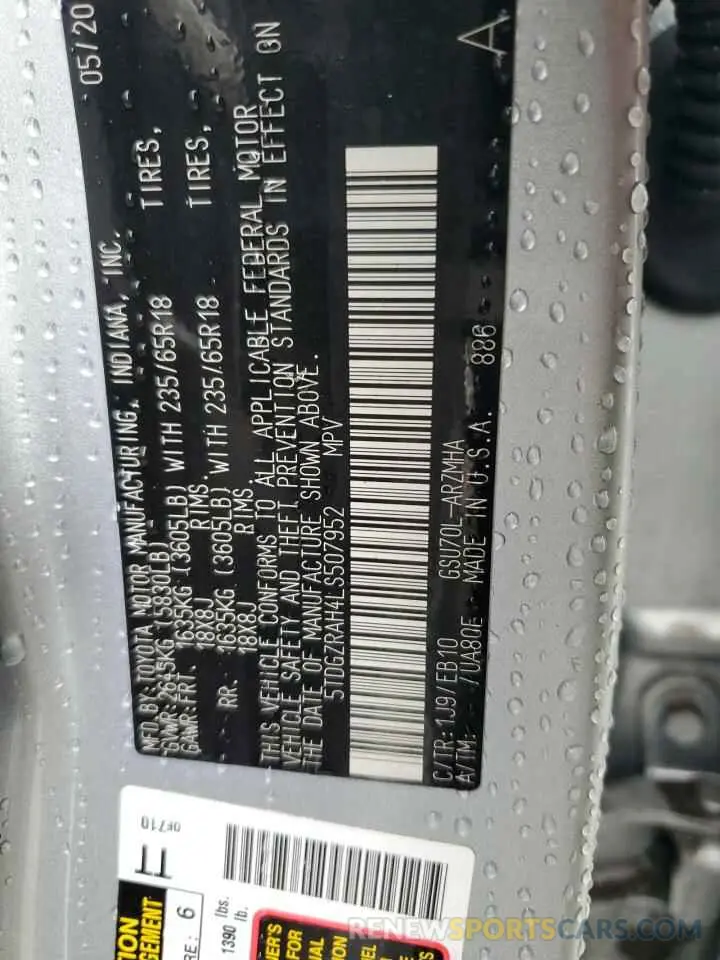 MFD.BY:TOYOTA MOTOR MANUFACTURING, INDIANA, INC. 05/20
GVWR:2645KG (5830LB)
GAWR:FRT. 1635KG (3605LB) WITH 235/65R18 TIRES,
18X8J RIMS.
RR. 1635KG (3605LB) WITH 235/65R18 TIRES,
18X8J RIMS.
THIS VEHICLE CONFORMS TO ALL APPLICABLE FEDERAL MOTOR
VEHICLE SAFETY AND THEFT PREVENTION STANDARDS IN EFFECT ON
THE DATE OF MANUFACTURE SHOWN ABOVE.
5TDGZRAH4LS507952 MPV
C/TR:1J9/EB10 GSU70L-ARZMHA A
A/TM: /UA80E MADE IN U.S.A. 886
0F710
6
1390 lbs.
1390 lb.
RENEWSPORTSCARS.COM